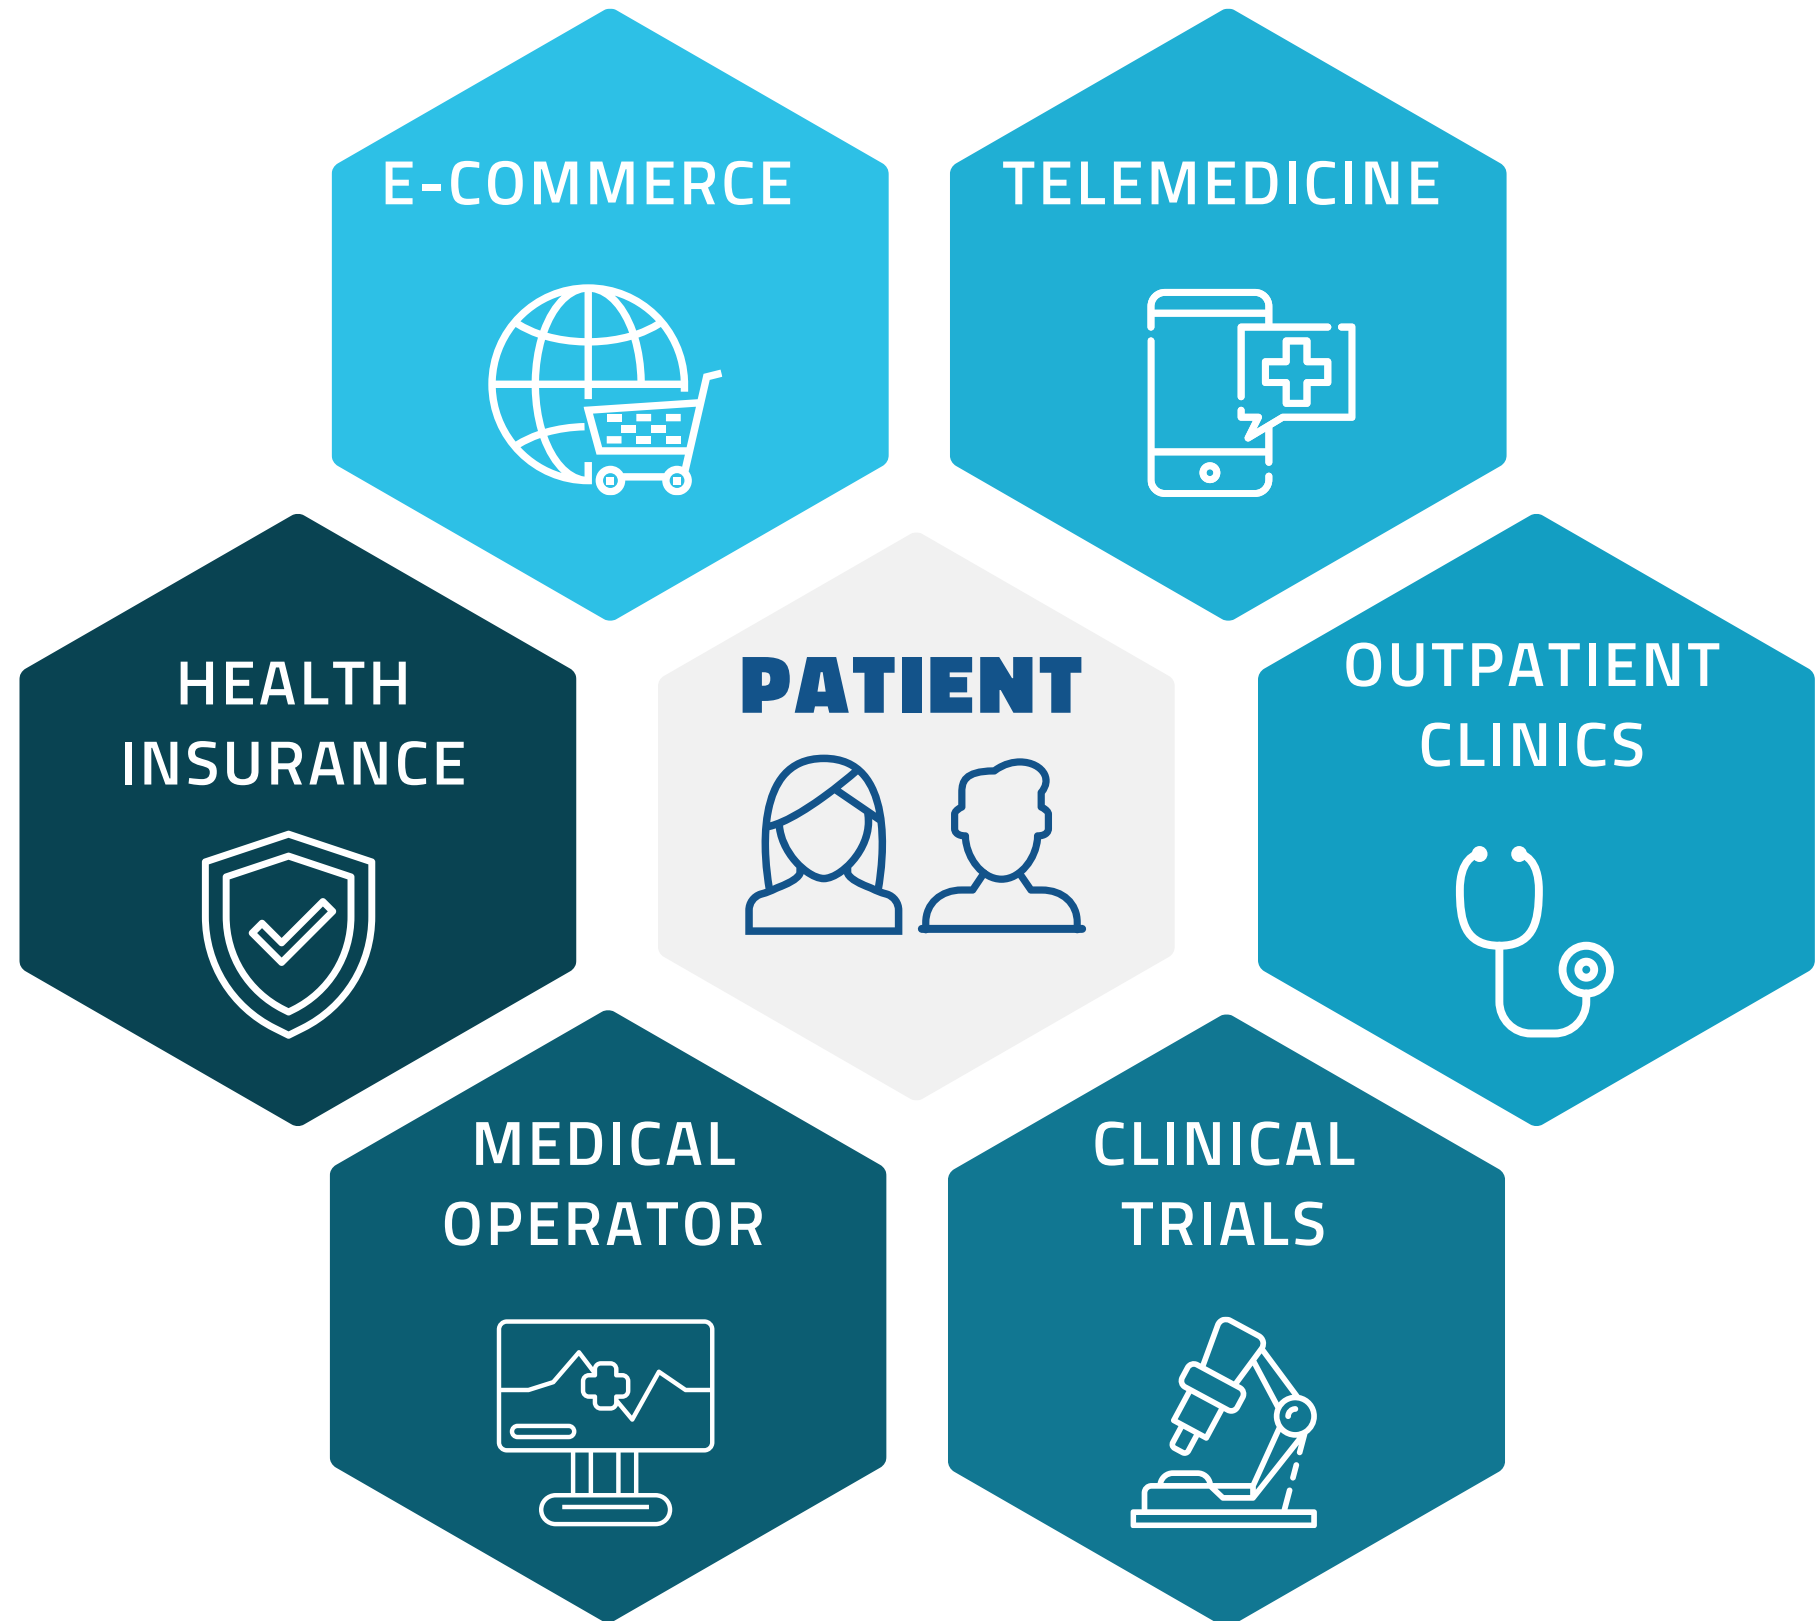 E-COMMERCE
TELEMEDICINE
HEALTH
INSURANCE
PATIENT
OUTPATIENT
CLINICS
MEDICAL
OPERATOR
CLINICAL
TRIALS